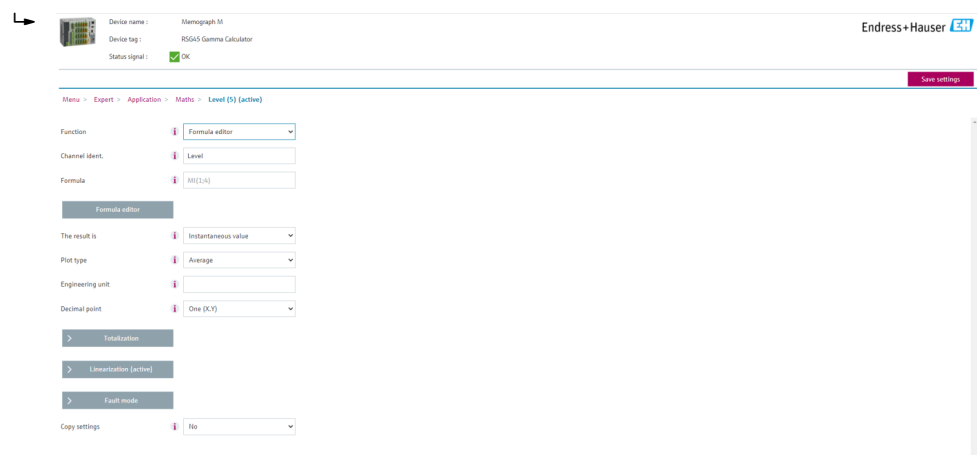 Device name : Memograph M
Endress+Hauser EH
Device tag : RSG45 Gamma Calculator
Status signal : OK
Save settings
Menu > Expert > Application > Maths > Level (5) (active)
Function i Formula editor
Channel ident. i Level
Formula i MI(1;4)
Formula editor
The result is i Instantaneous value
Plot type i Average
Engineering unit i
Decimal point i One (X.Y)
> Totalization
> Linearization (active)
> Fault mode
Copy settings i No